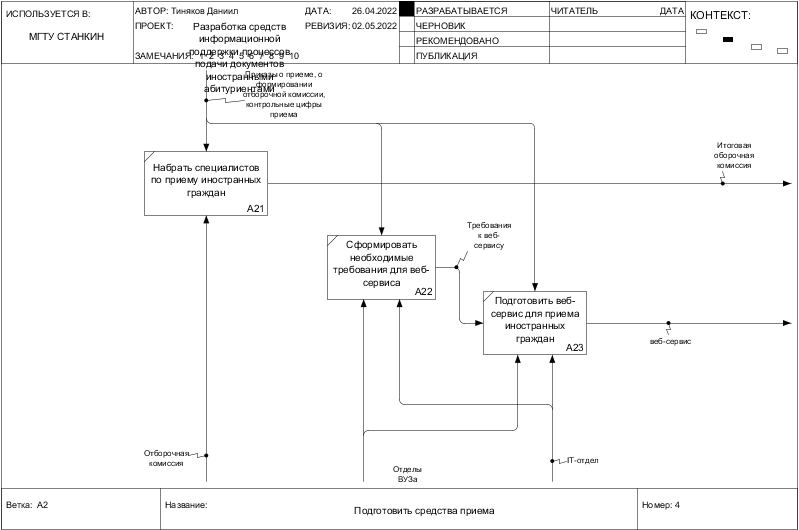 ИСПОЛЬЗУЕТСЯ В:
МГТУ СТАНКИН
АВТОР: Тиняков Даниил
ДАТА: 26.04.2022
ПРОЕКТ:
РЕВИЗИЯ: 02.05.2022
Разработка средств
информационной
поддержки процессов
подачи документов
иностранными
абитуриентами
ЗАМЕЧАНИЯ: 1 2 3 4 5 6 7 8 9 10
РАЗРАБАТЫВАЕТСЯ
ЧЕРНОВИК
РЕКОМЕНДОВАНО
ПУБЛИКАЦИЯ
ЧИТАТЕЛЬ
ДАТА
КОНТЕКСТ:
Приказы о приеме, о
формировании
отборочной комиссии,
контрольные цифры
приема
Набрать специалистов
по приему иностранных
граждан
A21
Итоговая
оборочная
комиссия
Сформировать
необходимые
требования для веб-
сервиса
A22
Требования
к веб-
сервису
Подготовить веб-
сервис для приема
иностранных
граждан
A23
веб-сервис
Отборочная
комиссия
Отделы
ВУЗа
IT-отдел
Ветка: A2
Название:
Подготовить средства приема
Номер: 4